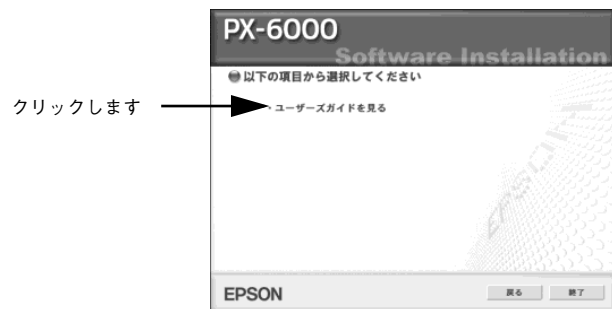 PX-6000
Software Installation
以下の項目から選択してください
クリックします
・ユーザーズガイドを見る
EPSON
EPSON
戻る
終了